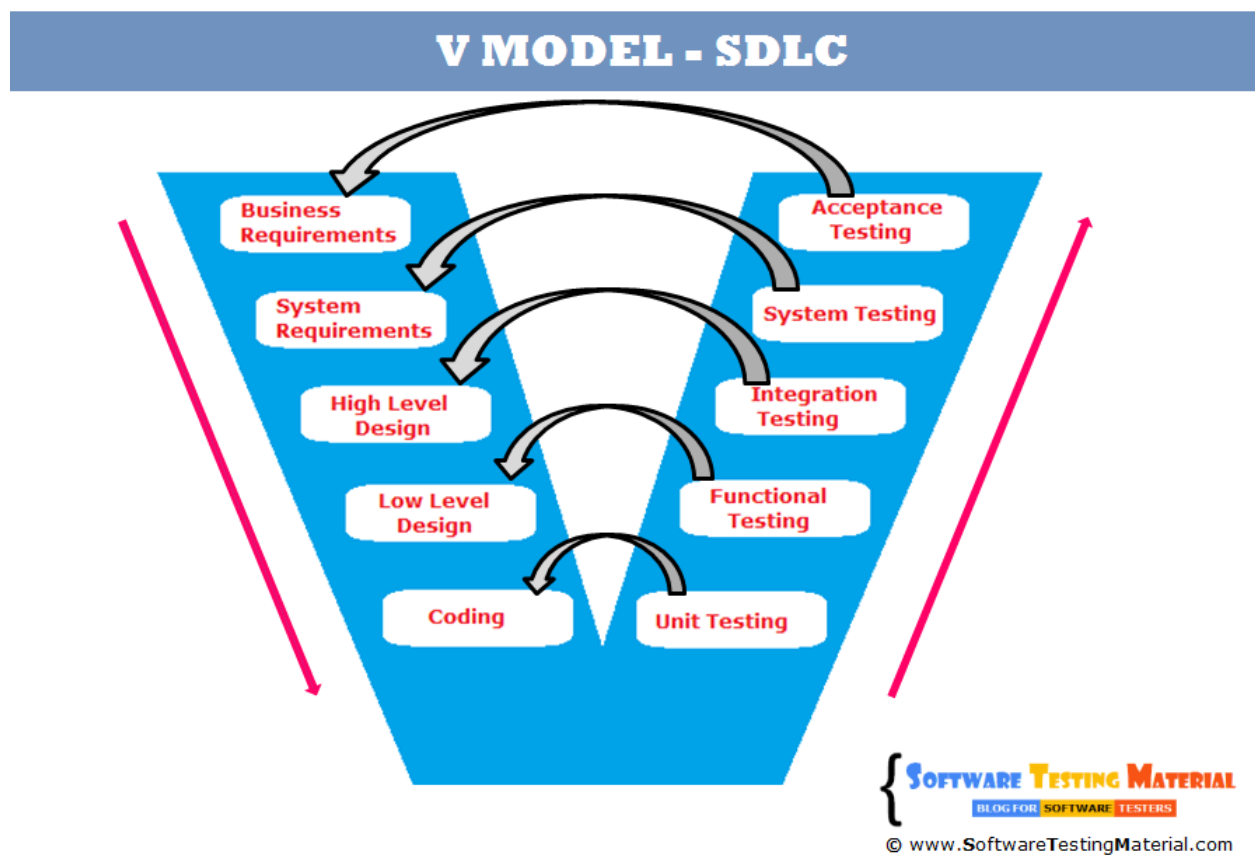 V MODEL - SDLC
Business
Requirements
Acceptance
Testing
System
Requirements
System Testing
High Level
Design
Integration
Testing
Low Level
Design
Functional
Testing
Coding
Unit Testing
{ SOFTWARE TESTING MATERIAL
BLOG FOR SOFTWARE TESTERS
© www.SoftwareTestingMaterial.com